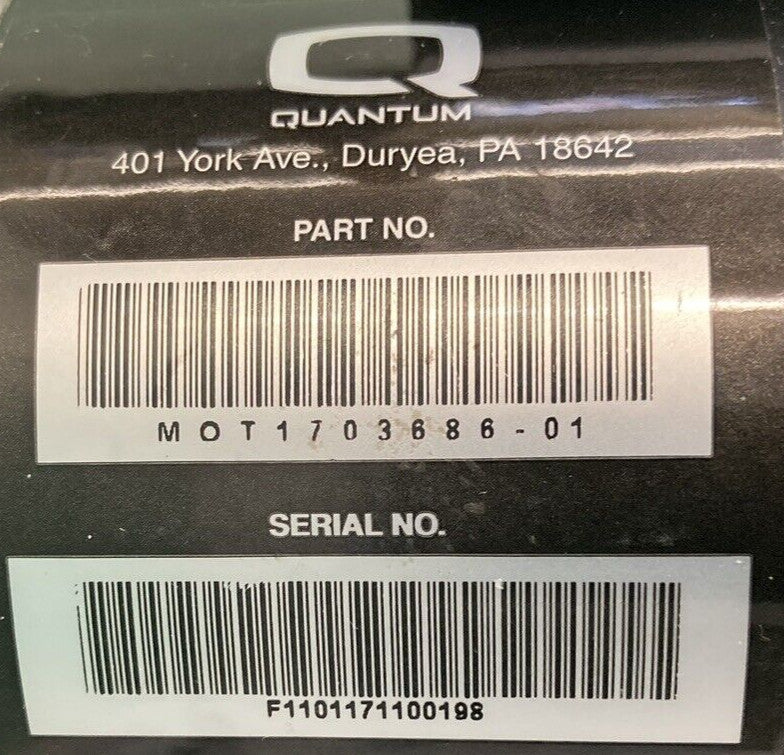 QUANTUM
401 York Ave., Duryea, PA 18642
PART NO.
MOT1703686-01
SERIAL NO.
F1101171100198